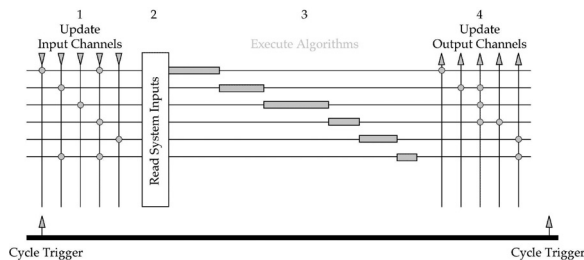 1 2 3 4
Update Input Channels
Execute Algorithms
Update Output Channels
Read System Inputs
Cycle Trigger
Cycle Trigger